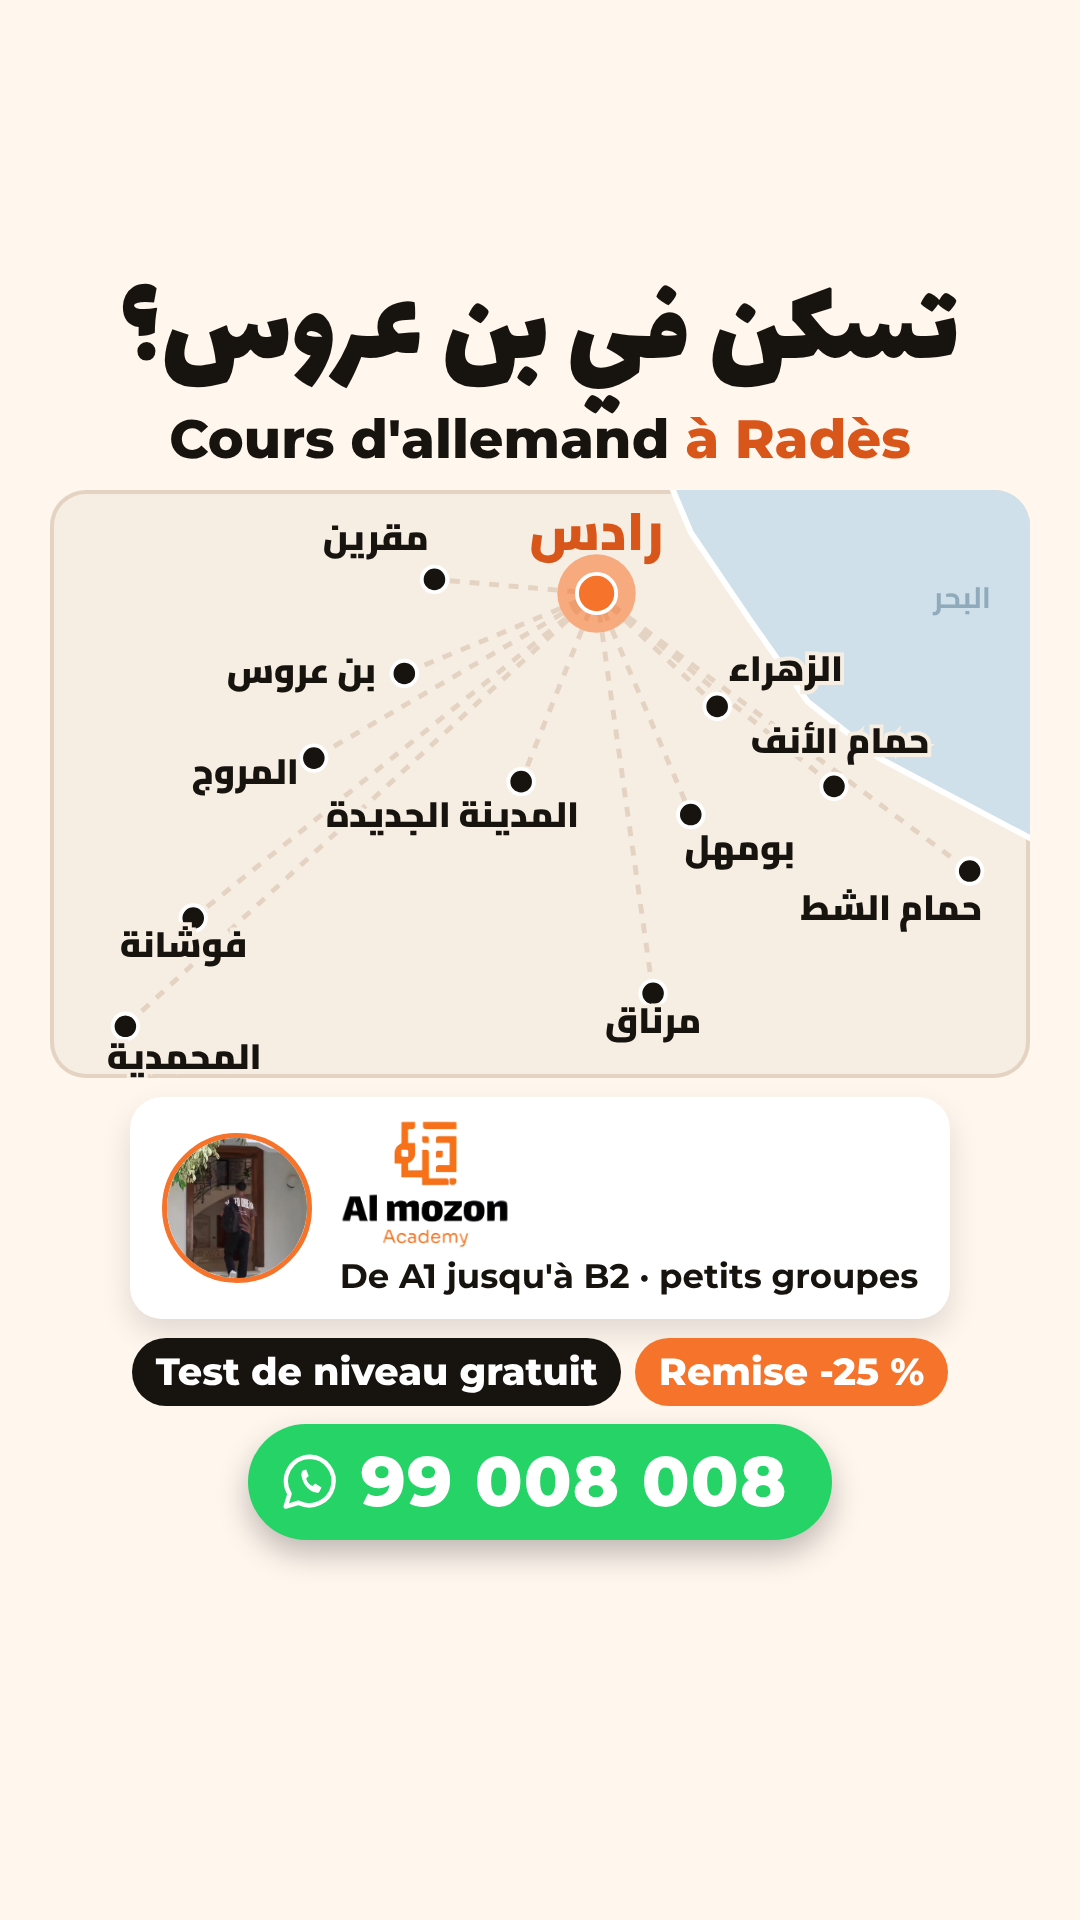 تسكن في بن عروس؟
Cours d'allemand à Radès
رادس
مقرين
البحر
الزهراء
بن عروس
حمام الأنف
المروج
المدينة الجديدة
بومهل
حمام الشط
فوشانة
مرناق
المحمدية
Al mozon
Academy
De A1 jusqu'à B2 • petits groupes
Test de niveau gratuit
Remise -25 %
99 008 008